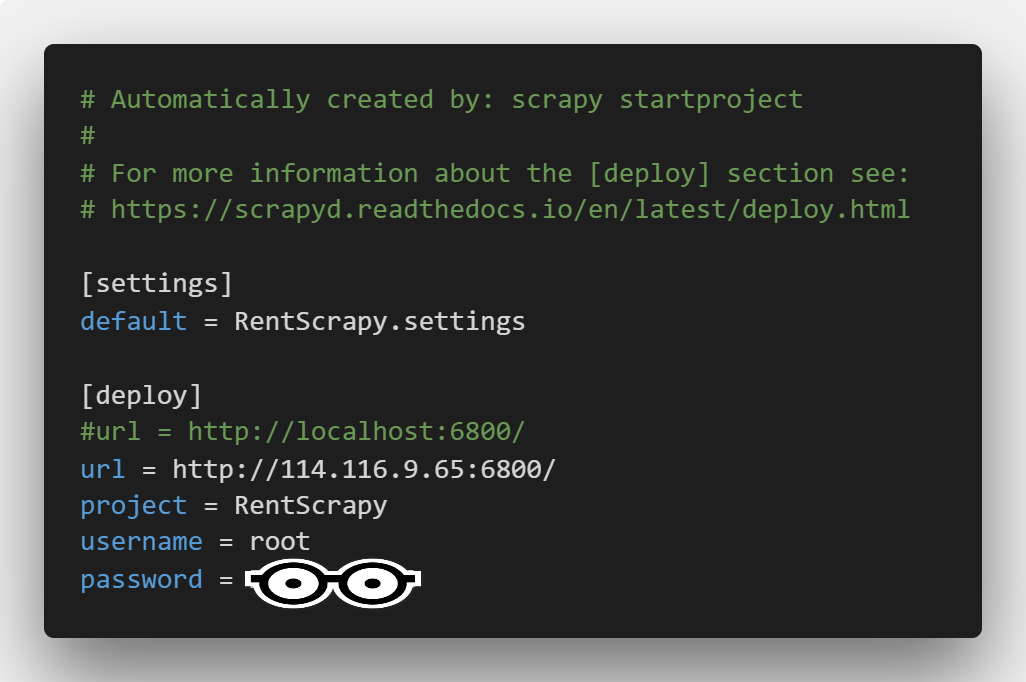 # Automatically created by: scrapy startproject
#
# For more information about the [deploy] section see:
# https://scrapyd.readthedocs.io/en/latest/deploy.html
[settings]
default = RentScrapy.settings
[deploy]
#url = http://localhost:6800/
url = http://114.116.9.65:6800/
project = RentScrapy
username = root
password =